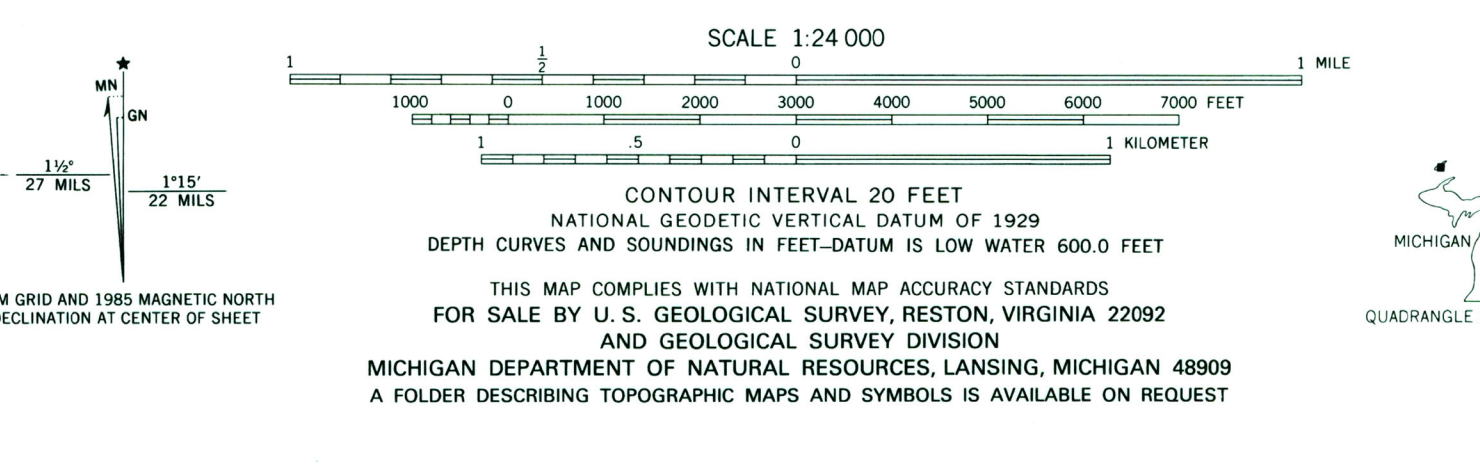 SCALE 1:24 000
1 ½ 0 1 MILE
1000 0 1000 2000 3000 4000 5000 6000 7000 FEET
1 .5 0 1 KILOMETER
CONTOUR INTERVAL 20 FEET
NATIONAL GEODETIC VERTICAL DATUM OF 1929
DEPTH CURVES AND SOUNDINGS IN FEET—DATUM IS LOW WATER 600.0 FEET
THIS MAP COMPLIES WITH NATIONAL MAP ACCURACY STANDARDS
FOR SALE BY U. S. GEOLOGICAL SURVEY, RESTON, VIRGINIA 22092
AND GEOLOGICAL SURVEY DIVISION
MICHIGAN DEPARTMENT OF NATURAL RESOURCES, LANSING, MICHIGAN 48909
A FOLDER DESCRIBING TOPOGRAPHIC MAPS AND SYMBOLS IS AVAILABLE ON REQUEST
★
MN
GN
1½°
27 MILS
1°15′
22 MILS
M GRID AND 1985 MAGNETIC NORTH
DECLINATION AT CENTER OF SHEET
MICHIGAN
QUADRANGLE